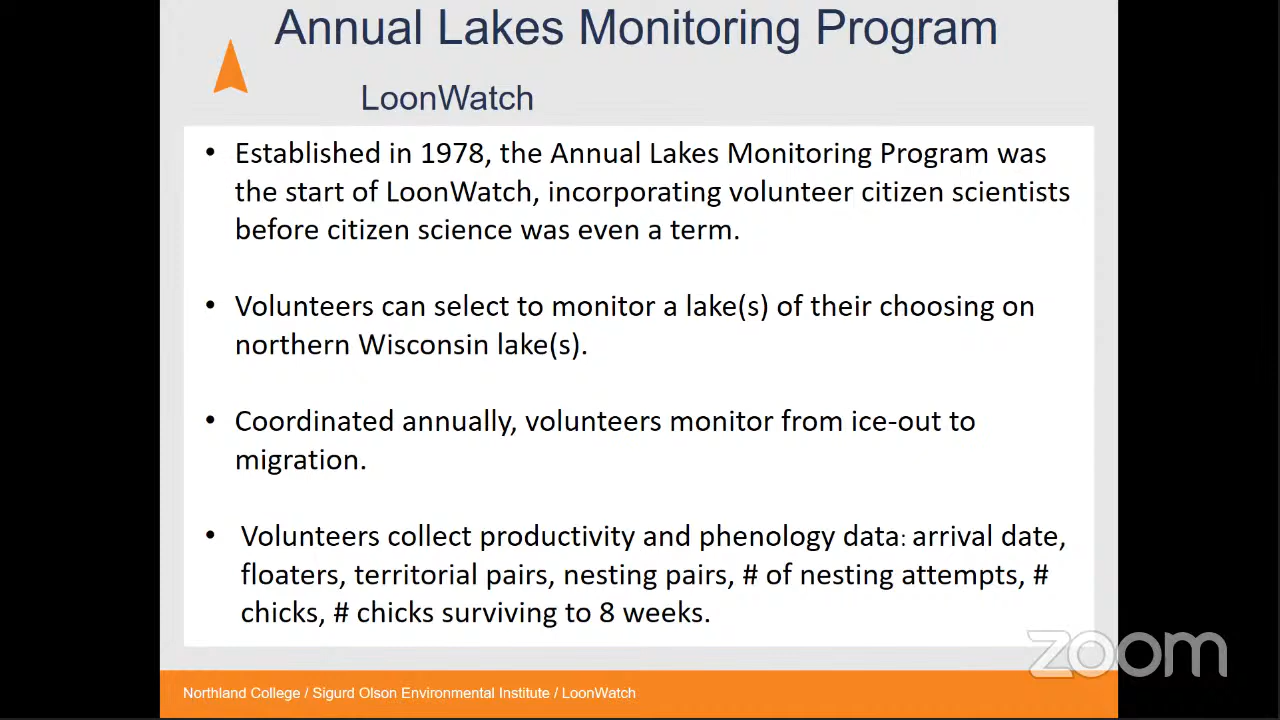 Annual Lakes Monitoring Program
LoonWatch
• Established in 1978, the Annual Lakes Monitoring Program was
the start of LoonWatch, incorporating volunteer citizen scientists
before citizen science was even a term.
• Volunteers can select to monitor a lake(s) of their choosing on
northern Wisconsin lake(s).
• Coordinated annually, volunteers monitor from ice-out to
migration.
• Volunteers collect productivity and phenology data: arrival date,
floaters, territorial pairs, nesting pairs, # of nesting attempts, #
chicks, # chicks surviving to 8 weeks.
zoom
Northland College / Sigurd Olson Environmental Institute / LoonWatch